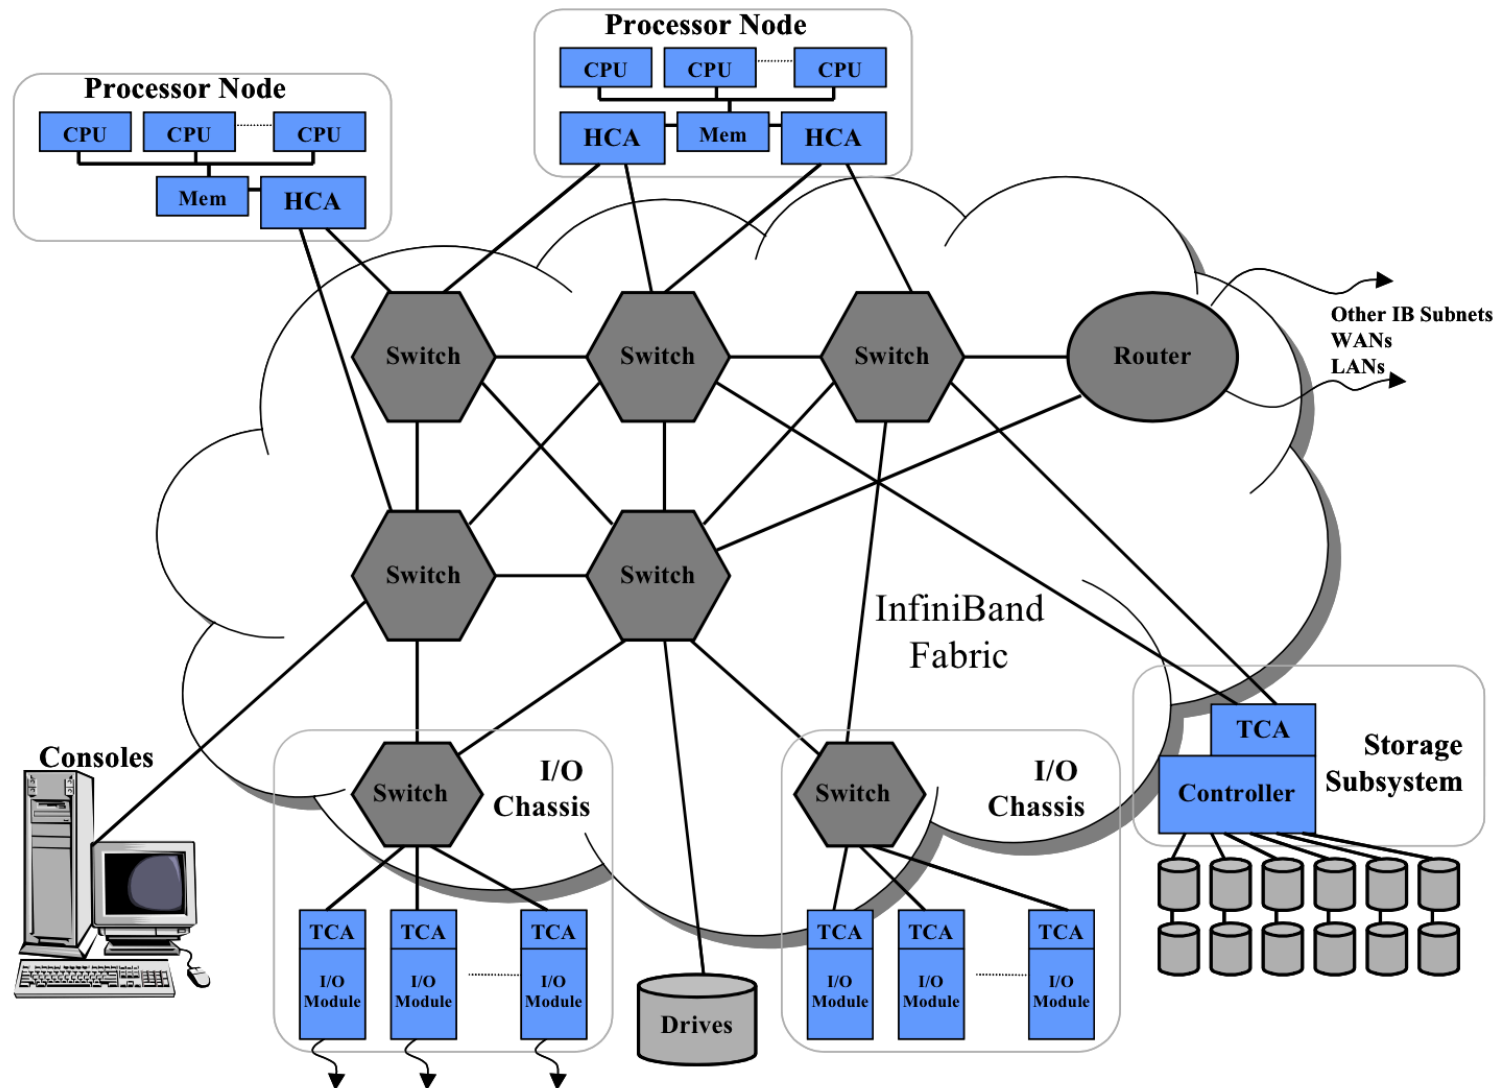 Processor Node
CPU
CPU
CPU
HCA
Mem
HCA
Processor Node
CPU
CPU
CPU
Mem
HCA
Switch
Switch
Switch
Router
Other IB Subnets
WANs
LANs
Switch
Switch
InfiniBand
Fabric
Consoles
Switch
I/O
Chassis
TCA
TCA
TCA
I/O
Module
I/O
Module
I/O
Module
Drives
Switch
I/O
Chassis
TCA
TCA
TCA
I/O
Module
I/O
Module
I/O
Module
TCA
Controller
Storage
Subsystem